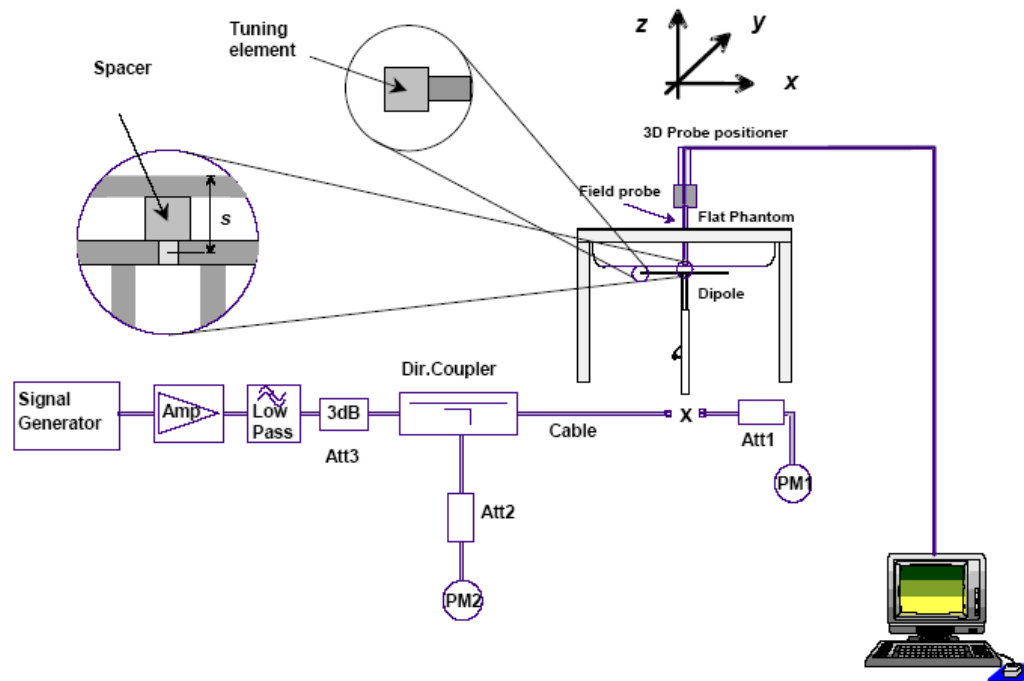 Tuning
element
Spacer
s
z
y
x
3D Probe positioner
Field probe
Flat Phantom
Dipole
Dir.Coupler
Signal
Generator
Amp
Low
Pass
3dB
Att3
Cable
X
Att1
PM1
Att2
PM2